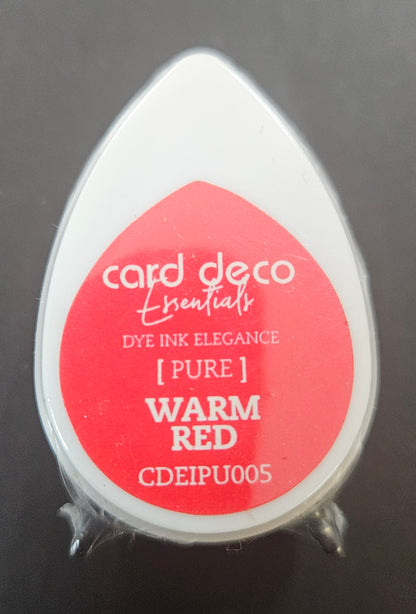 card deco
Essentials
DYE INK ELEGANCE
[ PURE ]
WARM
RED
CDEIPU005